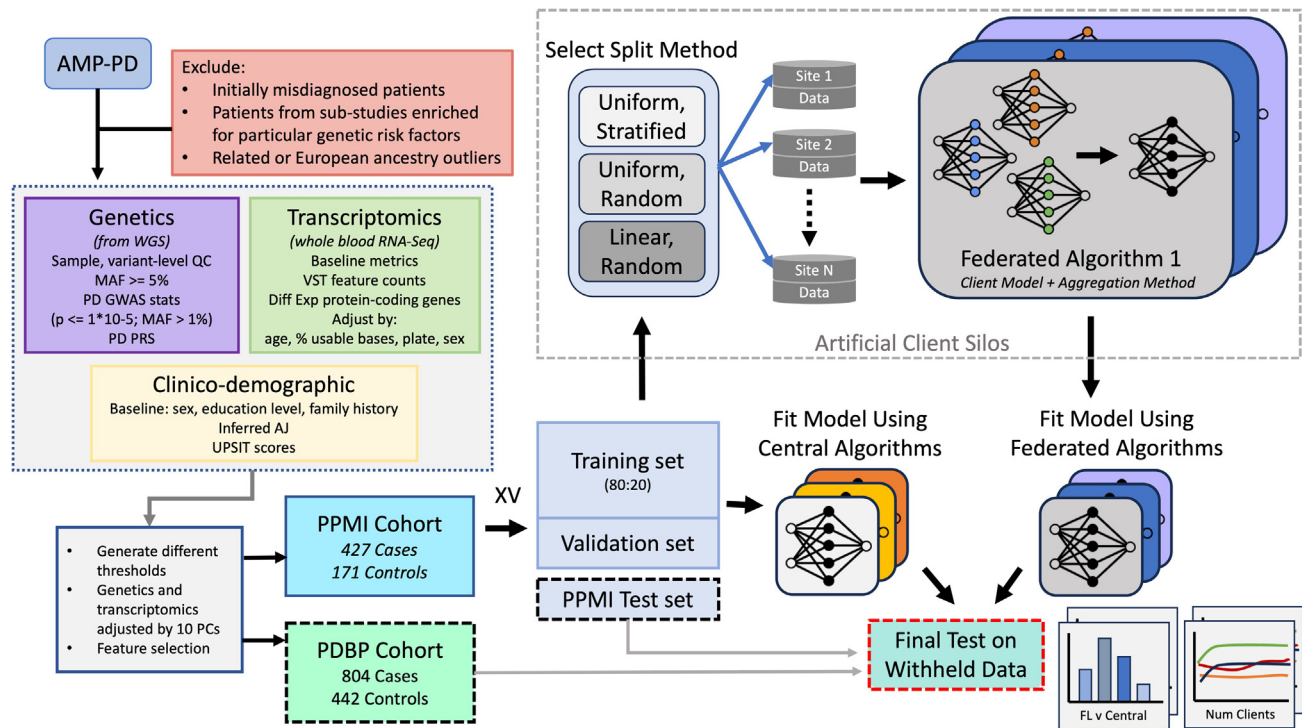 AMP-PD
Exclude:
• Initially misdiagnosed patients
• Patients from sub-studies enriched
for particular genetic risk factors
• Related or European ancestry outliers
Genetics
(from WGS)
Sample, variant-level QC
MAF >= 5%
PD GWAS stats
(p <= 1*10-5; MAF > 1%)
PD PRS
Transcriptomics
(whole blood RNA-Seq)
Baseline metrics
VST feature counts
Diff Exp protein-coding genes
Adjust by:
age, % usable bases, plate, sex
Clinico-demographic
Baseline: sex, education level, family history
Inferred AJ
UPSIT scores
• Generate different
thresholds
• Genetics and
transcriptomics
adjusted by 10 PCs
• Feature selection
PPMI Cohort
427 Cases
171 Controls
PDBP Cohort
804 Cases
442 Controls
XV
Training set
(80:20)
Validation set
PPMI Test set
Select Split Method
Uniform,
Stratified
Uniform,
Random
Linear,
Random
Site 1
Data
Site 2
Data
Site N
Data
Federated Algorithm 1
Client Model + Aggregation Method
Artificial Client Silos
Fit Model Using
Central Algorithms
Fit Model Using
Federated Algorithms
Final Test on
Withheld Data
FL v Central
Num Clients